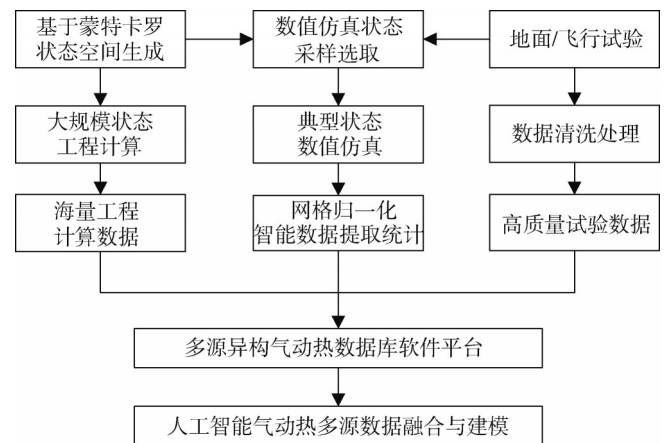 基于蒙特卡罗
状态空间生成
数值仿真状态
采样选取
地面/飞行试验
大规模状态
工程计算
典型状态
数值仿真
数据清洗处理
海量工程
计算数据
网格归一化
智能数据提取统计
高质量试验数据
多源异构气动热数据库软件平台
人工智能气动热多源数据融合与建模